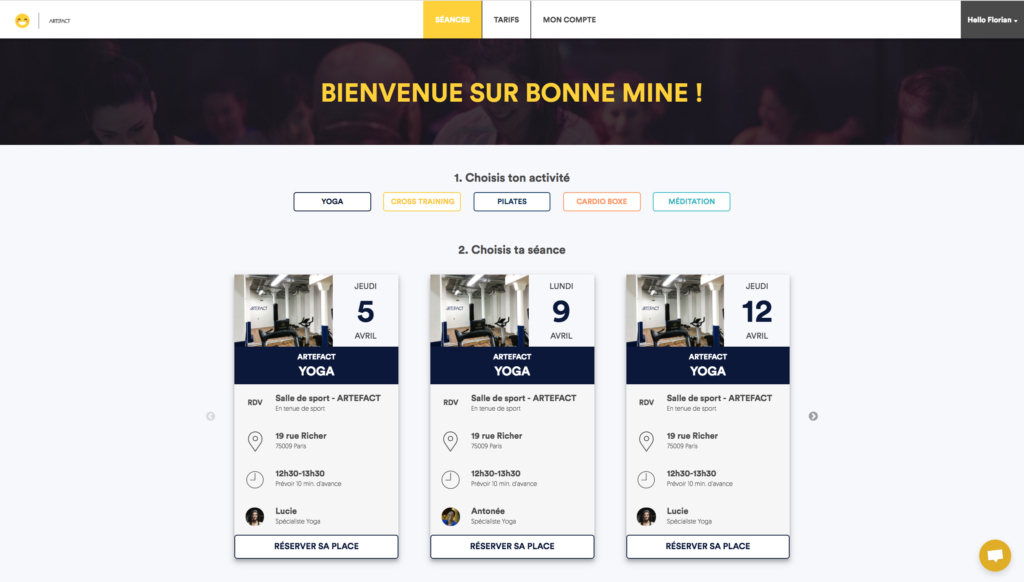 ARTEFACT
SÉANCES
TARIFS
MON COMPTE
Hello Florian
BIENVENUE SUR BONNE MINE !
1. Choisis ton activité
YOGA
CROSS TRAINING
PILATES
CARDIO BOXE
MÉDITATION
2. Choisis ta séance
ARTEFACT
JEUDI
5
AVRIL
ARTEFACT
YOGA
RDV
Salle de sport - ARTEFACT
En tenue de sport
19 rue Richer
75009 Paris
12h30-13h30
Prévoir 10 min. d'avance
Lucie
Spécialiste Yoga
RÉSERVER SA PLACE
ARTEFACT
LUNDI
9
AVRIL
ARTEFACT
YOGA
RDV
Salle de sport - ARTEFACT
En tenue de sport
19 rue Richer
75009 Paris
12h30-13h30
Prévoir 10 min. d'avance
Antonée
Spécialiste Yoga
RÉSERVER SA PLACE
ARTEFACT
JEUDI
12
AVRIL
ARTEFACT
YOGA
RDV
Salle de sport - ARTEFACT
En tenue de sport
19 rue Richer
75009 Paris
12h30-13h30
Prévoir 10 min. d'avance
Lucie
Spécialiste Yoga
RÉSERVER SA PLACE